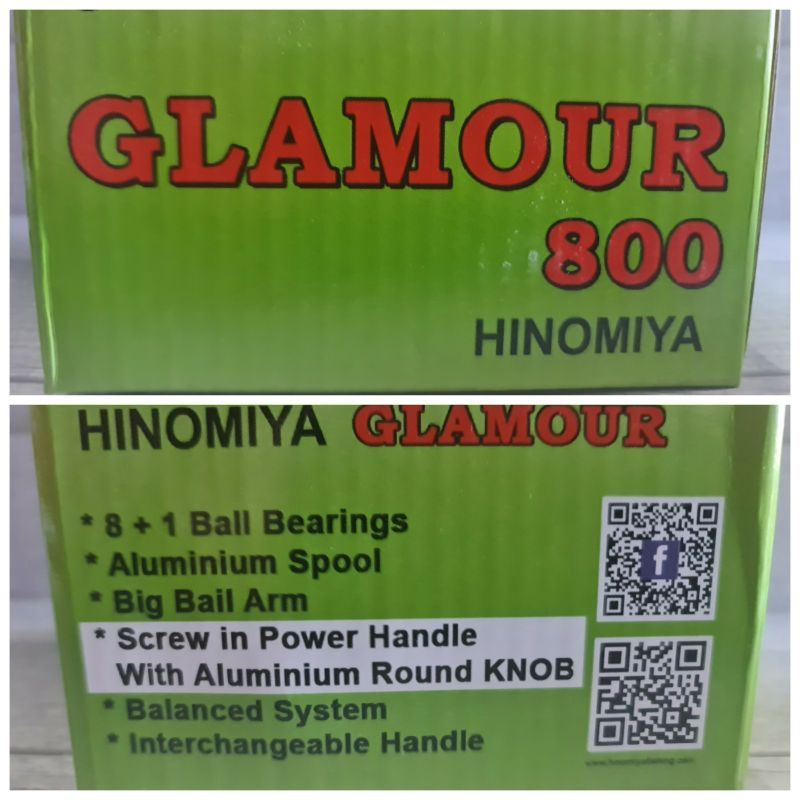 GLAMOUR
800
HINOMIYA
HINOMIYA GLAMOUR
* 8 + 1 Ball Bearings
* Aluminium Spool
* Big Bail Arm
* Screw in Power Handle
With Aluminium Round KNOB
* Balanced System
* Interchangeable Handle
f